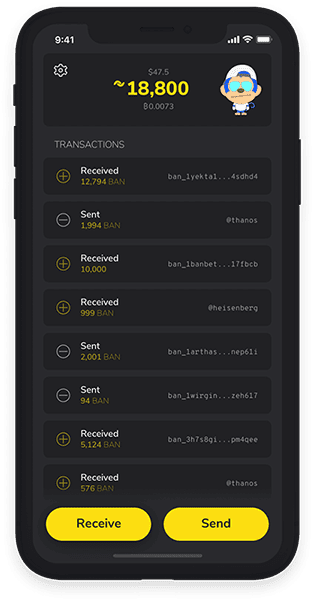 9:41
$47.5
~18,800
₿0.0073
TRANSACTIONS
Received
12,794 BAN
ban_1yekta1...4sdhd4
Sent
1,994 BAN
@thanos
Received
10,000
ban_1banbet...17fbcb
Received
999 BAN
@heisenberg
Sent
2,001 BAN
ban_1arthas...nep61i
Sent
94 BAN
ban_1wirgin...zeh617
Received
5,124 BAN
ban_3h7s8gi...pm4qee
Received
576 BAN
@thanos
Receive
Send